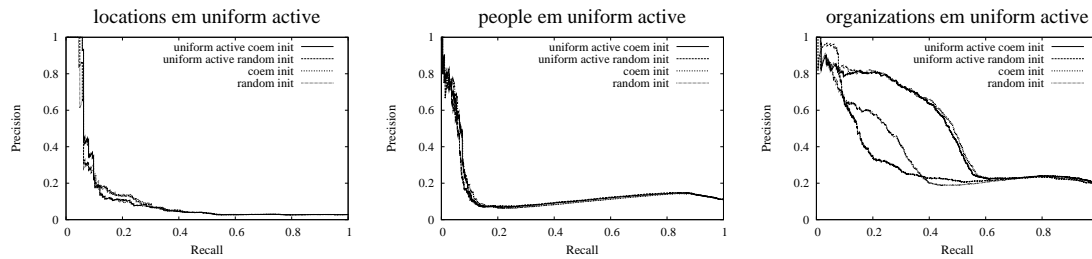 locations em uniform active
1
0.8
0.6
0.4
0.2
0
Precision
0 0.2 0.4 0.6 0.8 1
Recall
uniform active coem init
uniform active random init
coem init
random init
people em uniform active
1
0.8
0.6
0.4
0.2
0
Precision
0 0.2 0.4 0.6 0.8 1
Recall
uniform active coem init
uniform active random init
coem init
random init
organizations em uniform active
1
0.8
0.6
0.4
0.2
0
Precision
0 0.2 0.4 0.6 0.8 1
Recall
uniform active coem init
uniform active random init
coem init
random init